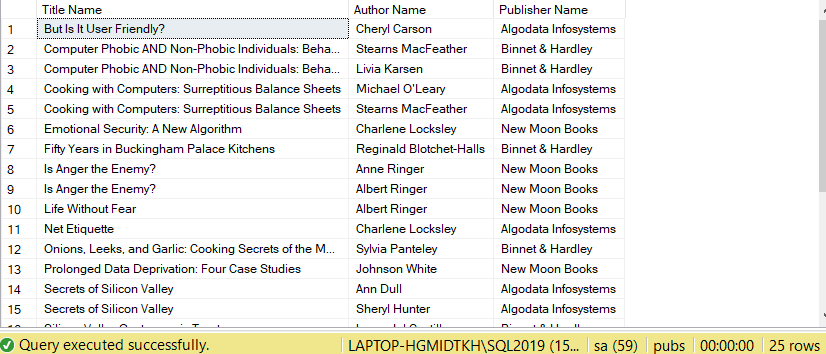 Title Name Author Name Publisher Name
1 But Is It User Friendly? Cheryl Carson Algodata Infosystems
2 Computer Phobic AND Non-Phobic Individuals: Beha... Stearns MacFeather Binnet & Hardley
3 Computer Phobic AND Non-Phobic Individuals: Beha... Livia Karsen Binnet & Hardley
4 Cooking with Computers: Surreptitious Balance Sheets Michael O'Leary Algodata Infosystems
5 Cooking with Computers: Surreptitious Balance Sheets Stearns MacFeather Algodata Infosystems
6 Emotional Security: A New Algorithm Charlene Locksley New Moon Books
7 Fifty Years in Buckingham Palace Kitchens Reginald Blotchet-Halls Binnet & Hardley
8 Is Anger the Enemy? Anne Ringer New Moon Books
9 Is Anger the Enemy? Albert Ringer New Moon Books
10 Life Without Fear Albert Ringer New Moon Books
11 Net Etiquette Charlene Locksley Algodata Infosystems
12 Onions, Leeks, and Garlic: Cooking Secrets of the M... Sylvia Panteley Binnet & Hardley
13 Prolonged Data Deprivation: Four Case Studies Johnson White New Moon Books
14 Secrets of Silicon Valley Ann Dull Algodata Infosystems
15 Secrets of Silicon Valley Sheryl Hunter Algodata Infosystems
Query executed successfully. LAPTOP-HGMIDTKH\SQL2019 (15... sa (59) pubs 00:00:00 25 rows